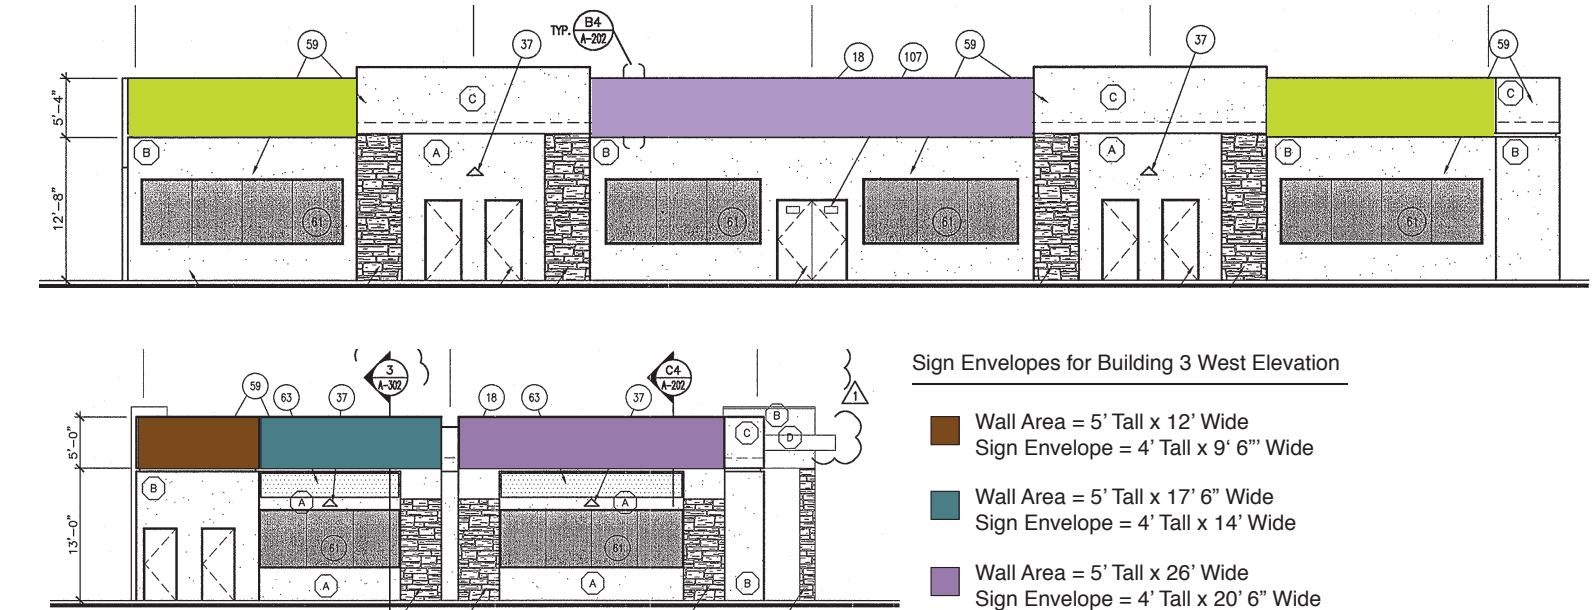 59
37
TYP.
B4
A-202
18
107
59
37
59
5'-4"
C
C
C
B
A
B
A
B
B
12'-8"
61
61
61
61
3
A-302
C4
A-202
59
63
37
18
63
37
1
5'-0"
B
C
D
B
A
A
13'-0"
61
61
A
A
B
Sign Envelopes for Building 3 West Elevation
Wall Area = 5’ Tall x 12’ Wide
Sign Envelope = 4’ Tall x 9‘ 6”’ Wide
Wall Area = 5’ Tall x 17’ 6” Wide
Sign Envelope = 4’ Tall x 14’ Wide
Wall Area = 5’ Tall x 26’ Wide
Sign Envelope = 4’ Tall x 20’ 6” Wide